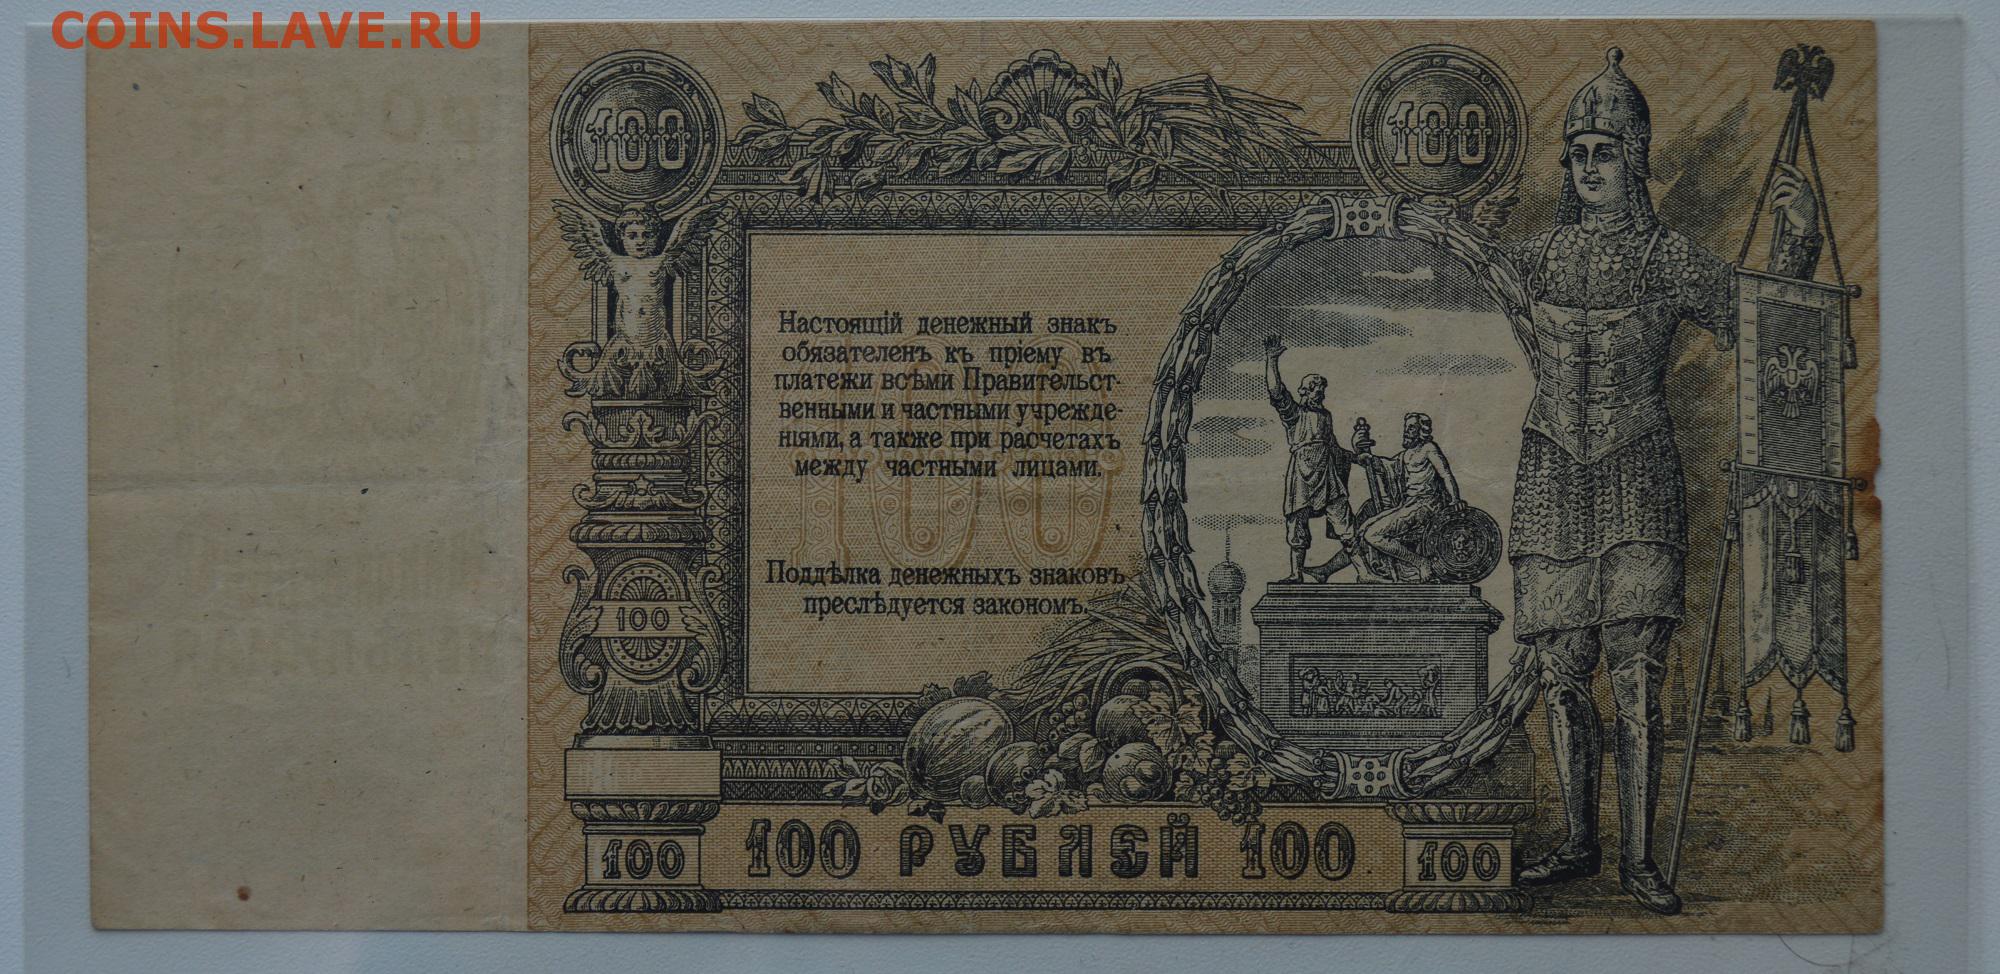 COINS.LAVE.RU
100
100
Настоящій денежный знакъ
обязателенъ къ пріему въ
платежи всѣми Правительст-
венными и частными учрежде-
ніями, а также при расчетахъ
между частными лицами.
100
Поддѣлка денежныхъ знаковъ
преслѣдуется закономъ.
100
100
100 РУБЛЕЙ 100
100